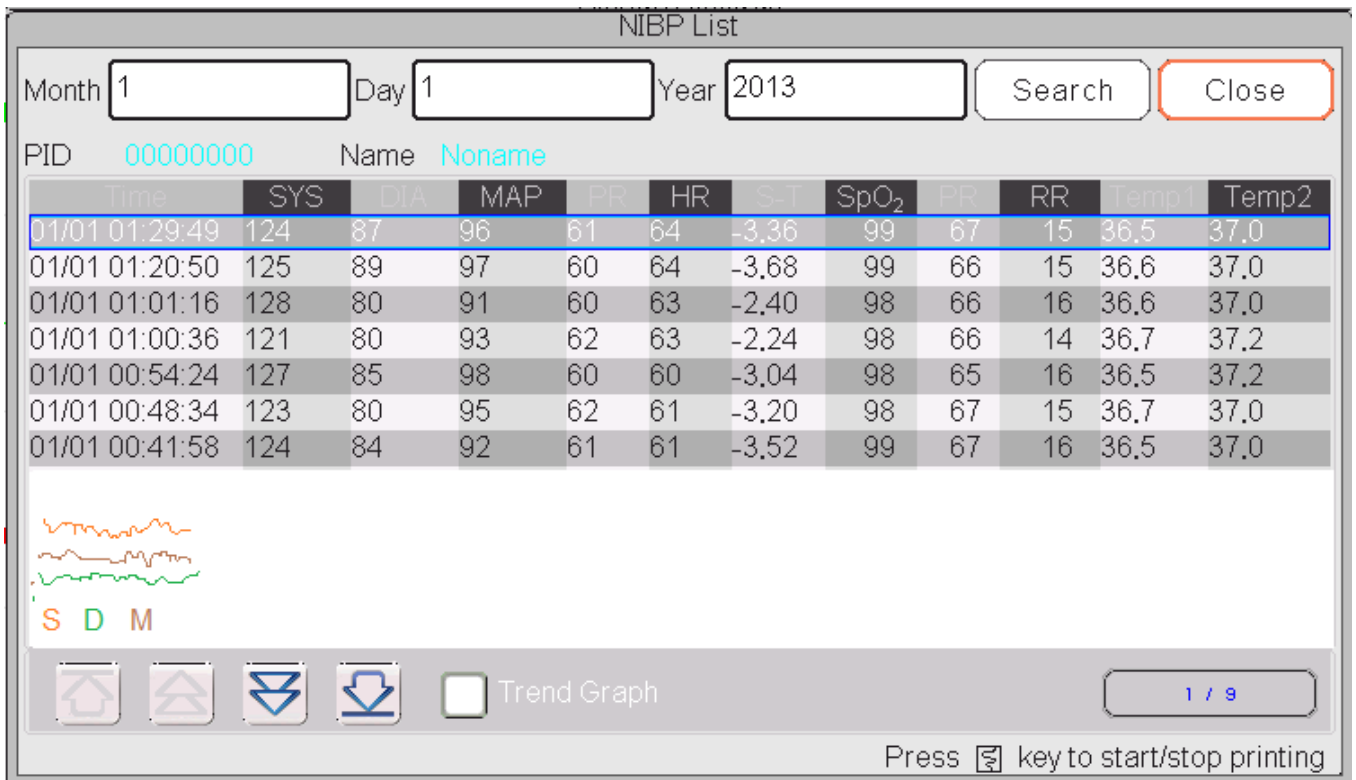 NIBP List
Month 1 Day 1 Year 2013 Search Close
PID 00000000 Name Noname
Time SYS DIA MAP PR HR S-T SpO₂ PR RR Temp1 Temp2
01/01 01:29:49 124 87 96 61 64 -3.36 99 67 15 36.5 37.0
01/01 01:20:50 125 89 97 60 64 -3.68 99 66 15 36.6 37.0
01/01 01:01:16 128 80 91 60 63 -2.40 98 66 16 36.6 37.0
01/01 01:00:36 121 80 93 62 63 -2.24 98 66 14 36.7 37.2
01/01 00:54:24 127 85 98 60 60 -3.04 98 65 16 36.5 37.2
01/01 00:48:34 123 80 95 62 61 -3.20 98 67 15 36.7 37.0
01/01 00:41:58 124 84 92 61 61 -3.52 99 67 16 36.5 37.0
S D M
Trend Graph 1 / 9
Press key to start/stop printing